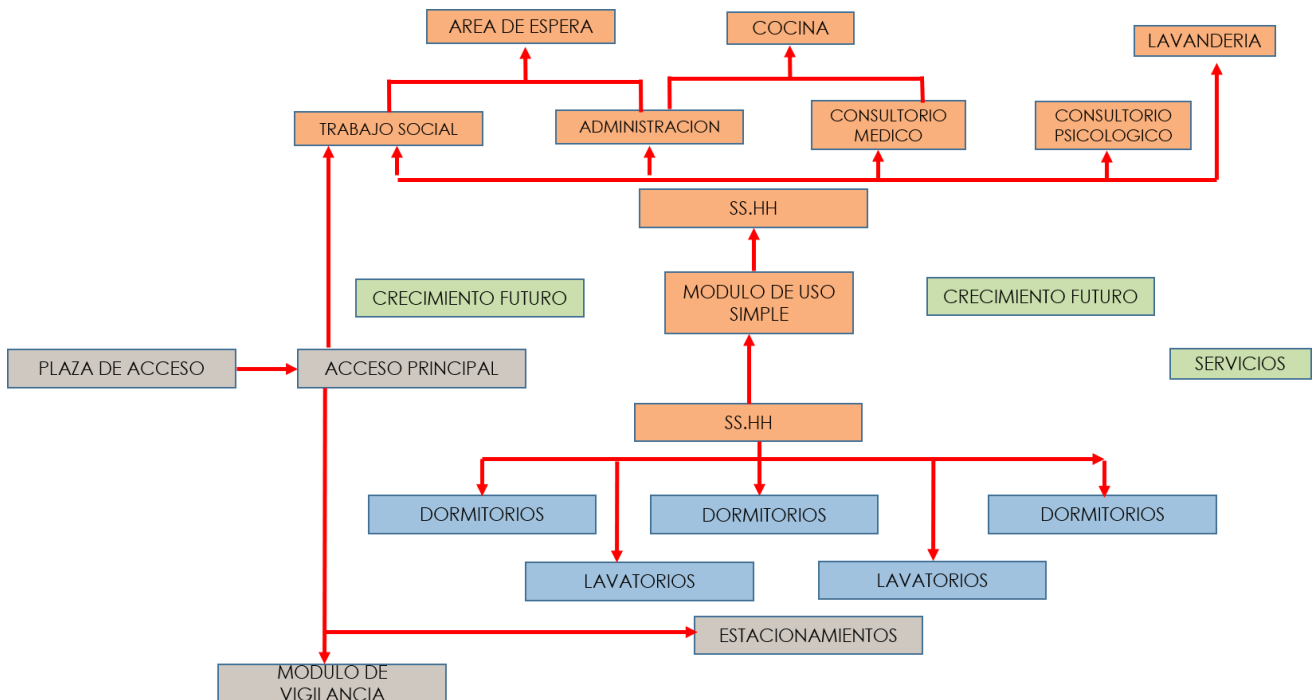 AREA DE ESPERA
COCINA
LAVANDERIA
TRABAJO SOCIAL
ADMINISTRACION
CONSULTORIO
MEDICO
CONSULTORIO
PSICOLOGICO
SS.HH
CRECIMIENTO FUTURO
MODULO DE USO
SIMPLE
CRECIMIENTO FUTURO
PLAZA DE ACCESO
ACCESO PRINCIPAL
SERVICIOS
SS.HH
DORMITORIOS
DORMITORIOS
DORMITORIOS
LAVATORIOS
LAVATORIOS
ESTACIONAMIENTOS
MODULO DE
VIGILANCIA